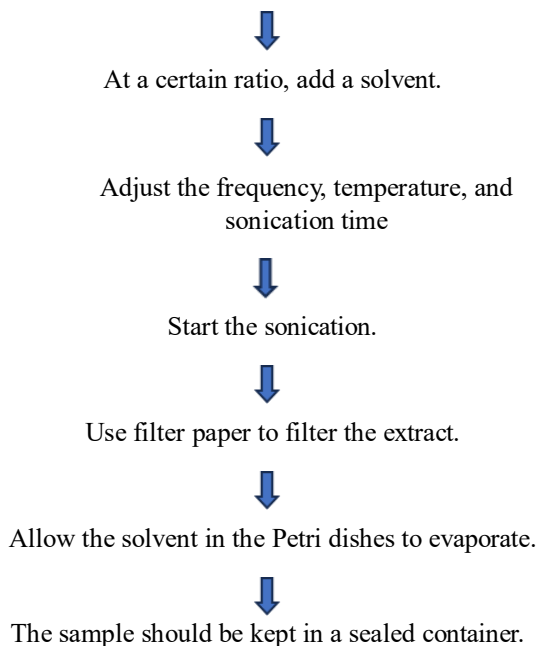 At a certain ratio, add a solvent.
Adjust the frequency, temperature, and
sonication time
Start the sonication.
Use filter paper to filter the extract.
Allow the solvent in the Petri dishes to evaporate.
The sample should be kept in a sealed container.